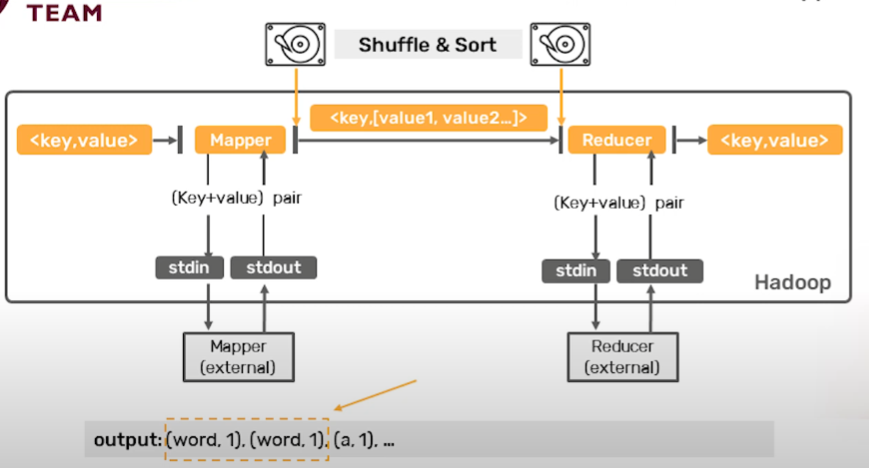 TEAM
Shuffle & Sort
<key,[value1, value2...]>
<key,value>
Mapper
Reducer
<key,value>
(Key+value) pair
(Key+value) pair
stdin
stdout
stdin
stdout
Hadoop
Mapper
(external)
Reducer
(external)
output: (word, 1), (word, 1), (a, 1), ...